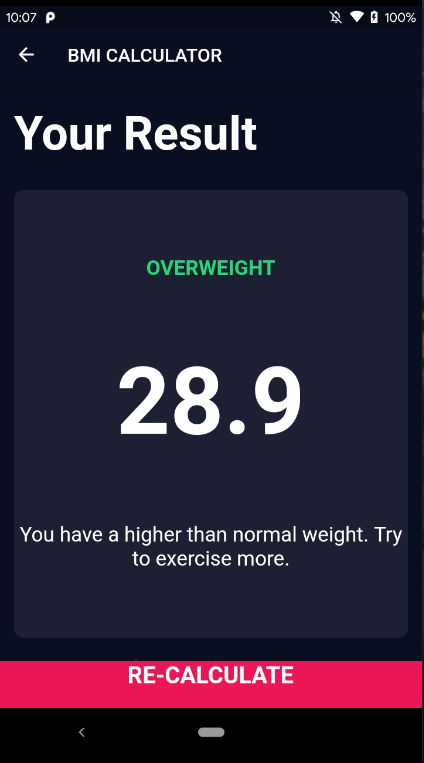 10:07 100%
BMI CALCULATOR
Your Result
OVERWEIGHT
28.9
You have a higher than normal weight. Try
to exercise more.
RE-CALCULATE